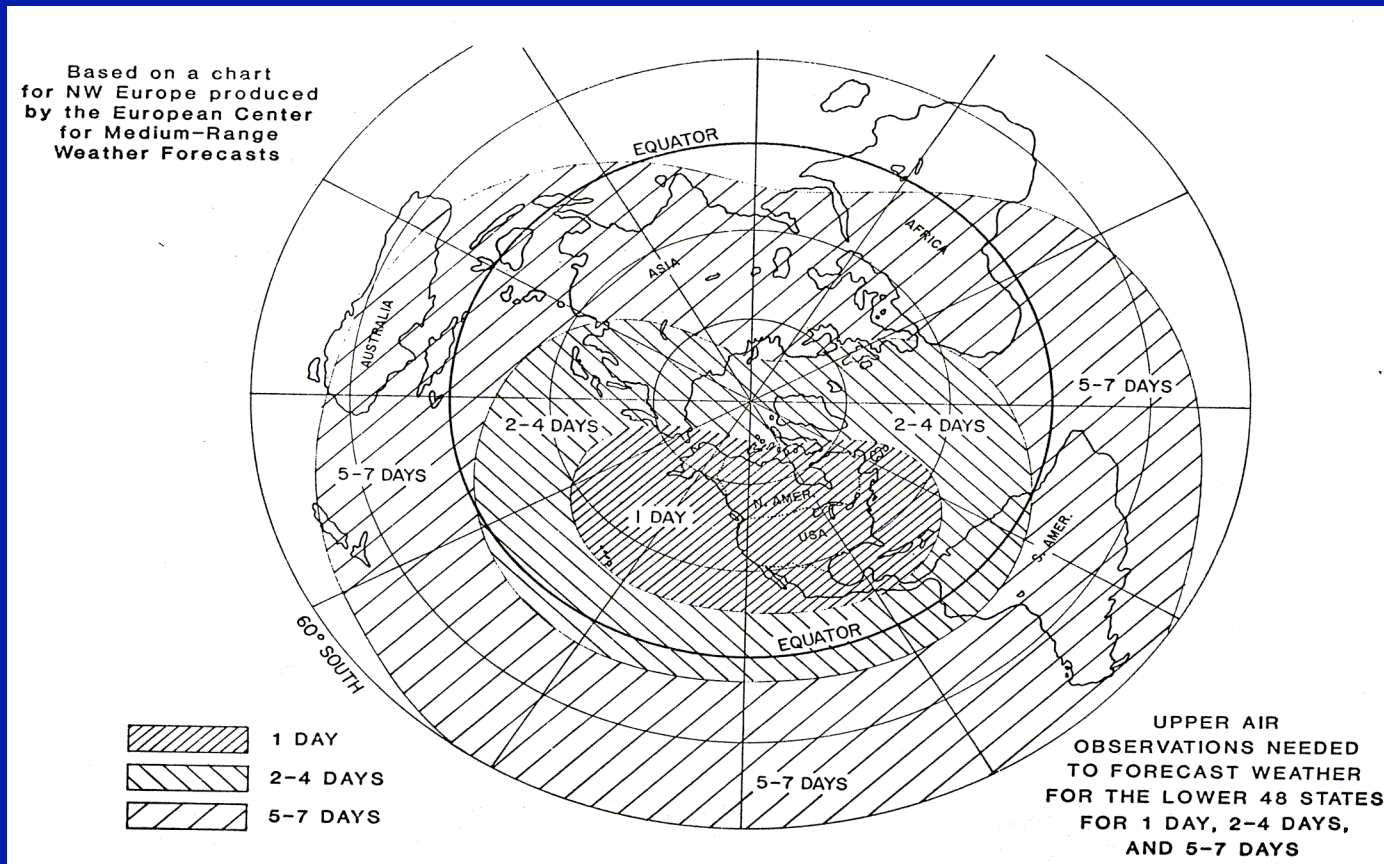 Based on a chart
for NW Europe produced
by the European Center
for Medium-Range
Weather Forecasts
EQUATOR
AFRICA
ASIA
AUSTRALIA
5-7 DAYS
2-4 DAYS
2-4 DAYS
5-7 DAYS
N. AMER.
1 DAY
USA
S. AMER.
EQUATOR
60° SOUTH
5-7 DAYS
1 DAY
2-4 DAYS
5-7 DAYS
UPPER AIR
OBSERVATIONS NEEDED
TO FORECAST WEATHER
FOR THE LOWER 48 STATES
FOR 1 DAY, 2-4 DAYS,
AND 5-7 DAYS